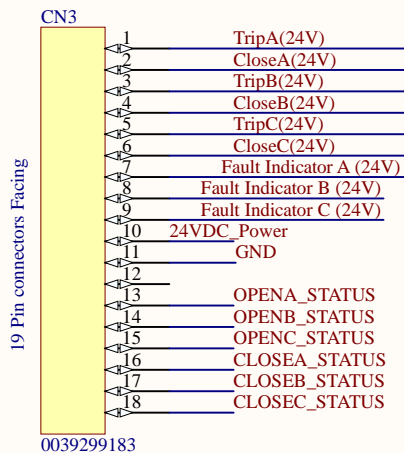 CN3
19 Pin connectors Facing
1 TripA(24V)
2 CloseA(24V)
3 TripB(24V)
4 CloseB(24V)
5 TripC(24V)
6 CloseC(24V)
7 Fault Indicator A (24V)
8 Fault Indicator B (24V)
9 Fault Indicator C (24V)
10 24VDC_Power
11 GND
12
13 OPENA_STATUS
14 OPENB_STATUS
15 OPENC_STATUS
16 CLOSEA_STATUS
17 CLOSEB_STATUS
18 CLOSEC_STATUS
0039299183